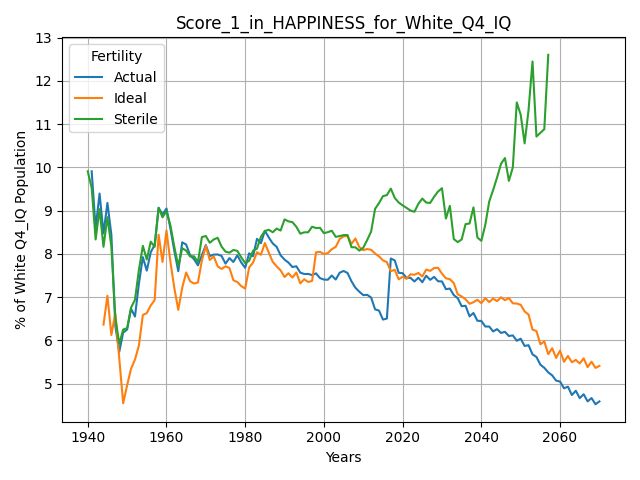 Score_1_in_HAPPINESS_for_White_Q4_IQ
Fertility
Actual
Ideal
Sterile
% of White Q4_IQ Population
13
12
11
10
9
8
7
6
5
1940 1960 1980 2000 2020 2040 2060
Years